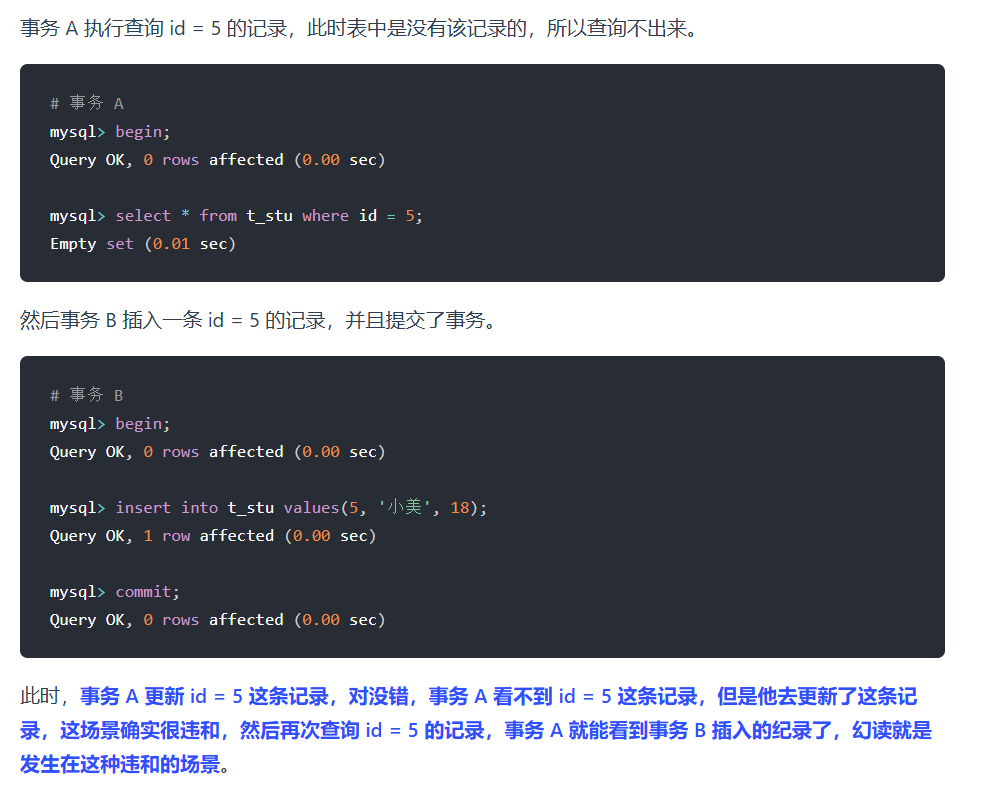 事务 A 执行查询 id = 5 的记录，此时表中是没有该记录的，所以查询不出来。
# 事务 A
mysql> begin;
Query OK, 0 rows affected (0.00 sec)
mysql> select * from t_stu where id = 5;
Empty set (0.01 sec)
然后事务 B 插入一条 id = 5 的记录，并且提交了事务。
# 事务 B
mysql> begin;
Query OK, 0 rows affected (0.00 sec)
mysql> insert into t_stu values(5, '小美', 18);
Query OK, 1 row affected (0.00 sec)
mysql> commit;
Query OK, 0 rows affected (0.00 sec)
此时，事务 A 更新 id = 5 这条记录，对没错，事务 A 看不到 id = 5 这条记录，但是他去更新了这条记
录，这场景确实很违和，然后再次查询 id = 5 的记录，事务 A 就能看到事务 B 插入的纪录了，幻读就是
发生在这种违和的场景。